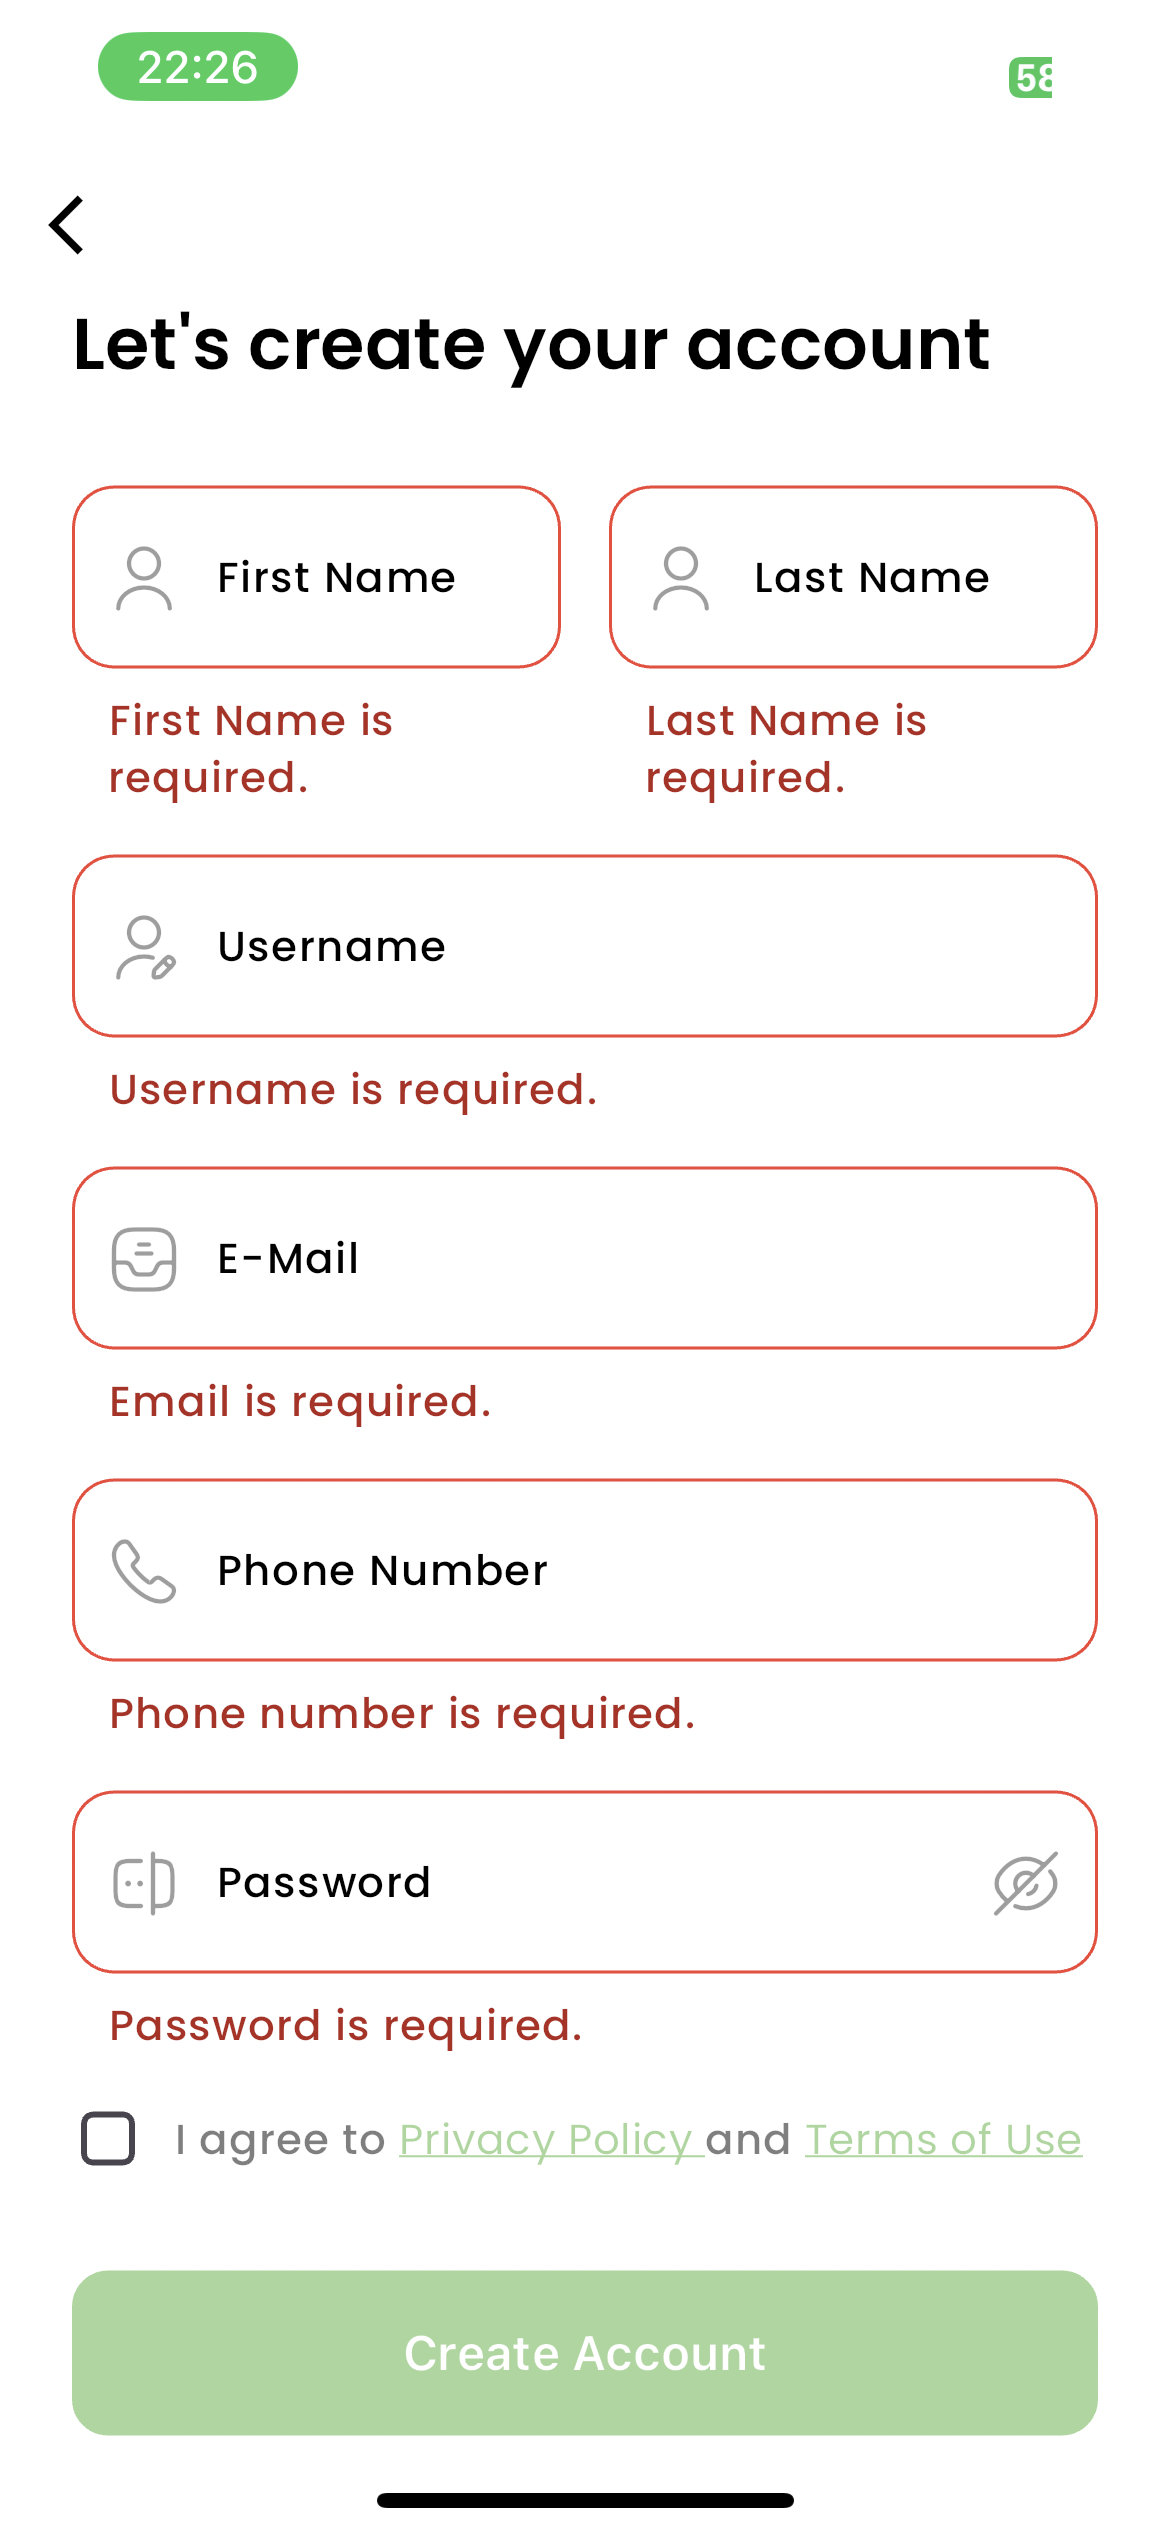 22:26
58
Let's create your account
First Name
Last Name
First Name is
required.
Last Name is
required.
Username
Username is required.
E-Mail
Email is required.
Phone Number
Phone number is required.
Password
Password is required.
I agree to Privacy Policy and Terms of Use
Create Account